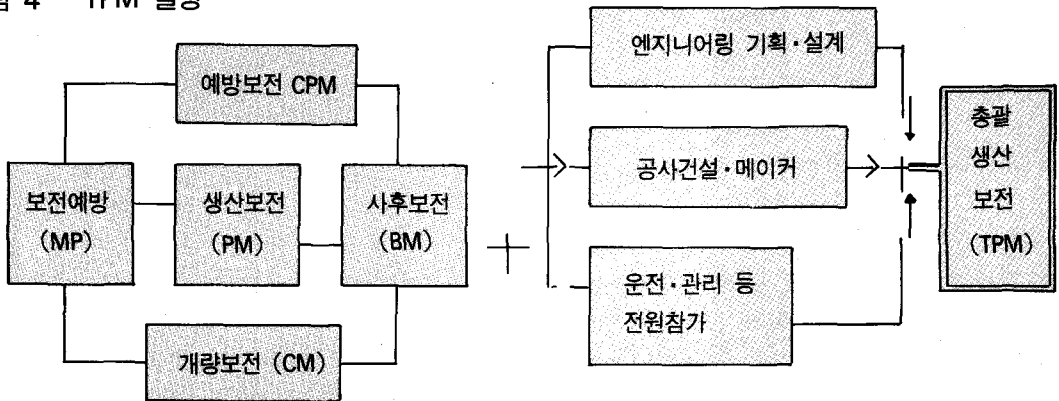 4 TPM
예방보전 CPM
보전예방
(MP)
생산보전
(PM)
사후보전
(BM)
개량보전 (CM)
+
엔지니어링 기획·설계
공사건설·메이커
운전·관리 등
전원참가
총괄
생산
보전
(TPM)